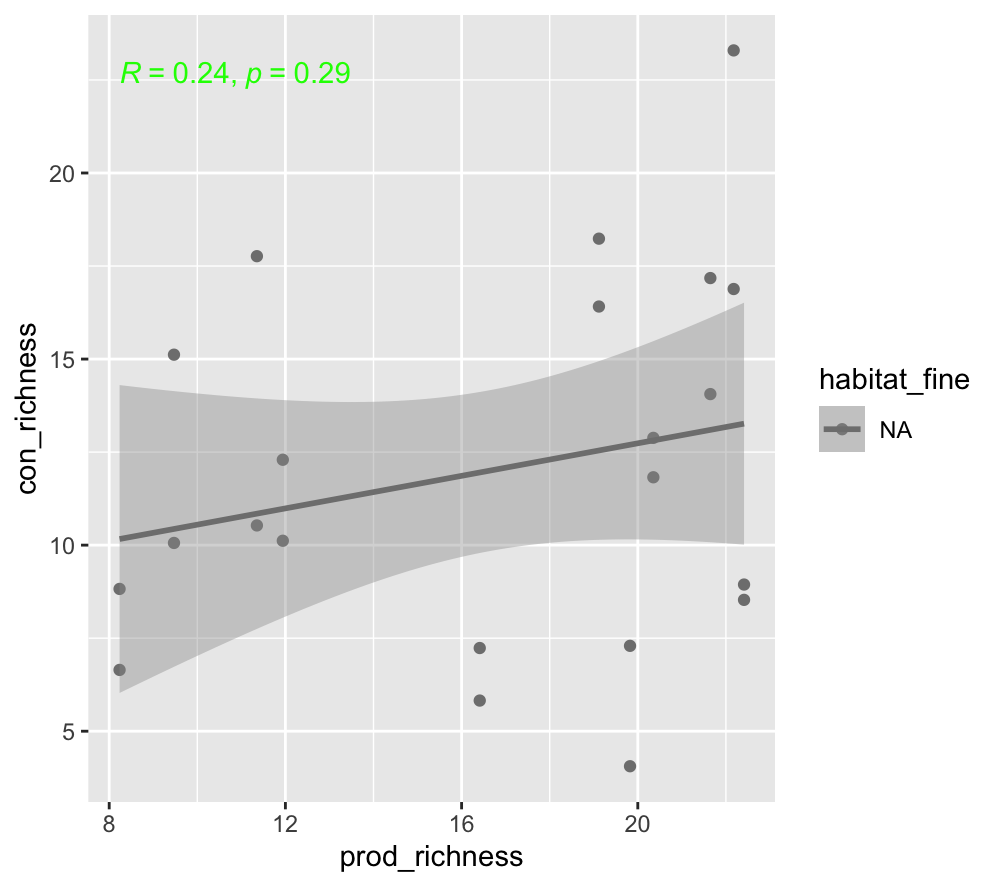 R = 0.24, p = 0.29
20
15
10
5
con_richness
8 12 16 20
prod_richness
habitat_fine
NA